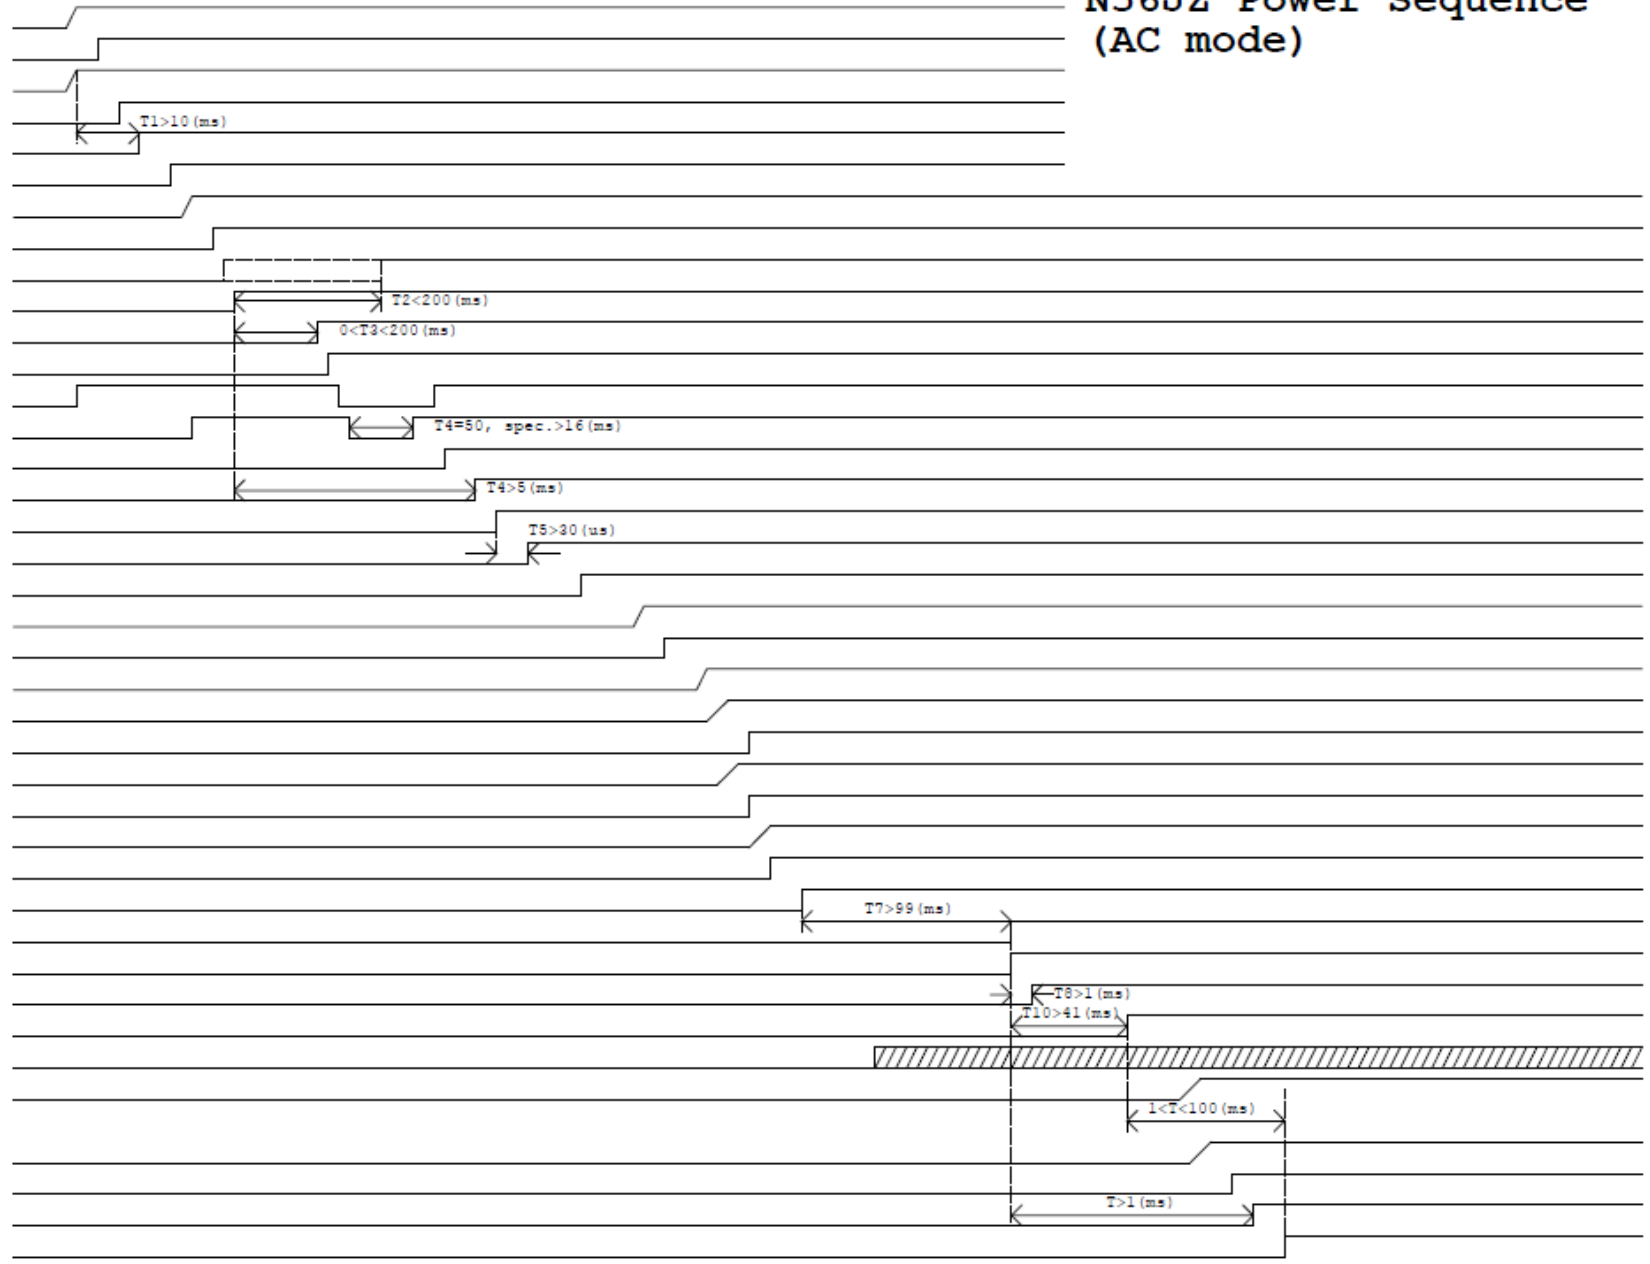 Power Sequence
(AC mode)
T1>10(ms)
T2<200(ms)
0<T3<200(ms)
T4=50, spec.>16(ms)
T4>5(ms)
T5>30(us)
T7>99(ms)
T8>1(ms)
T10>41(ms)
1<T<100(ms)
T>1(ms)